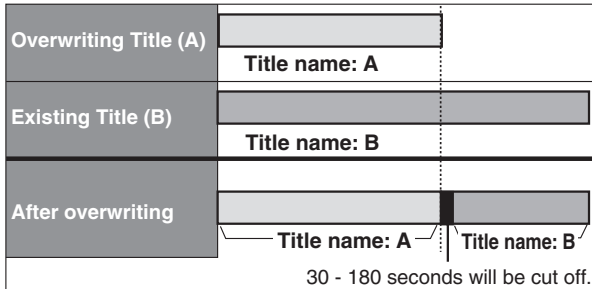 Overwriting Title (A)
Title name: A
Existing Title (B)
Title name: B
After overwriting
Title name: A
Title name: B
30 - 180 seconds will be cut off.